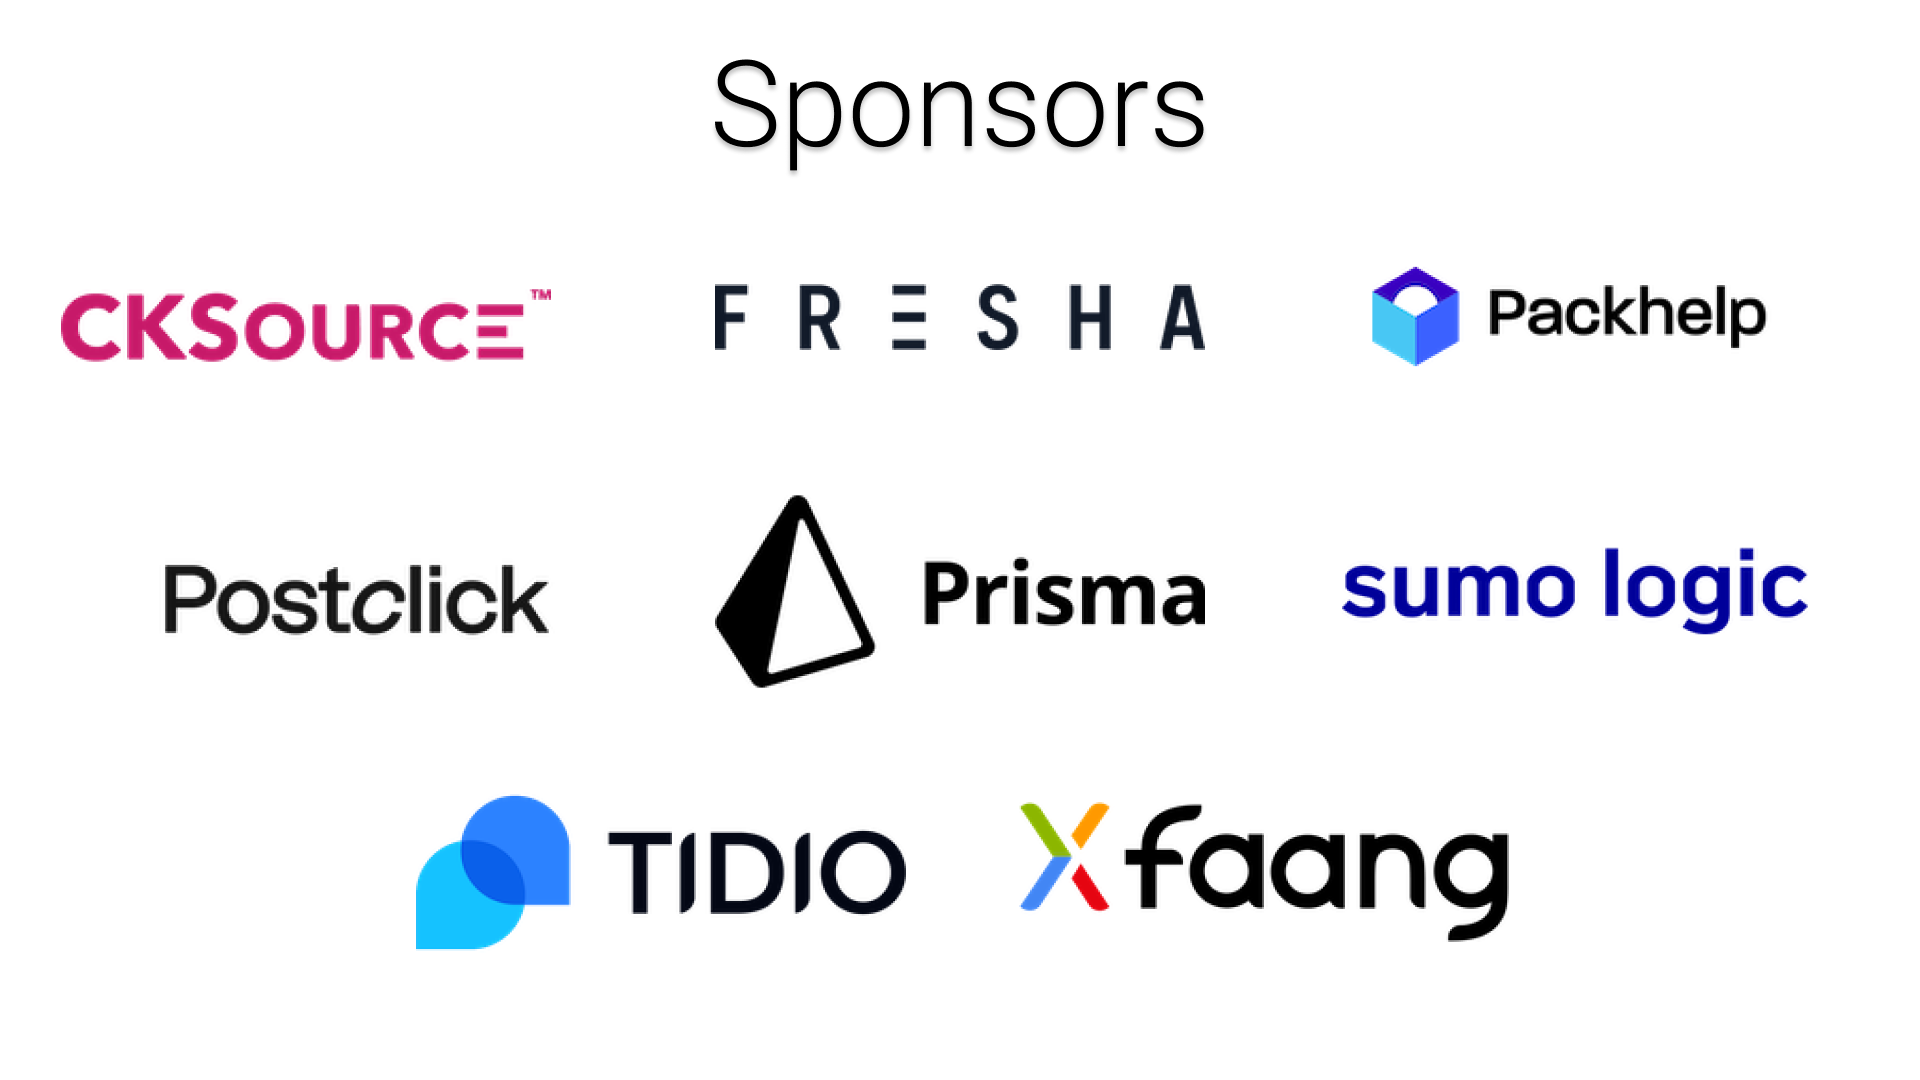 Sponsors
CKSOURCE™
FRESHA
Packhelp
Postclick
Prisma
sumo logic
TIDIO
Xfaang